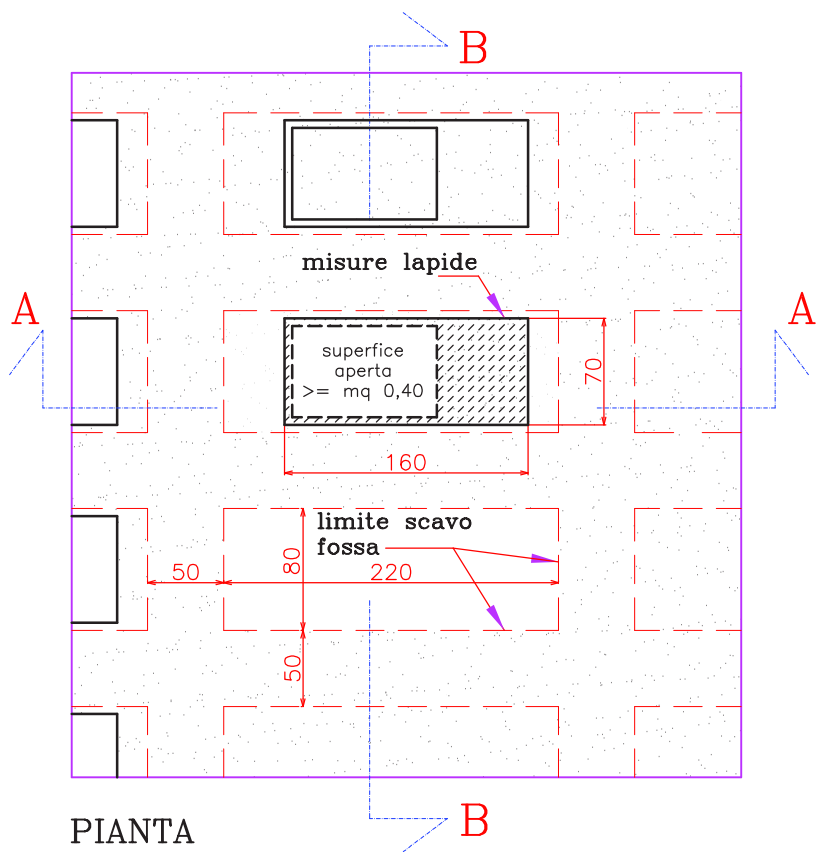 B
misure lapide
A
A
superfice
aperta
>= mq 0,40
70
160
limite scavo
fossa
50
80
220
50
B
PIANTA